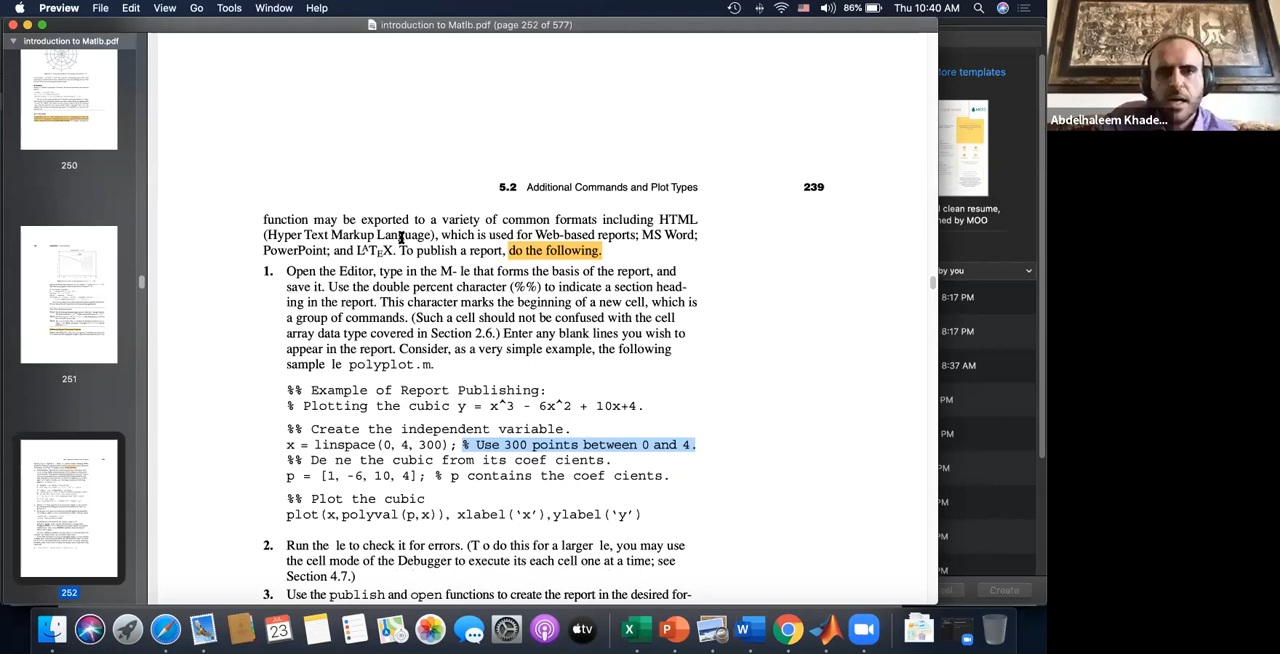 Preview File Edit View Go Tools Window Help 86% Thu 10:40 AM
introduction to Matlb.pdf (page 252 of 577)
introduction to Matlb.pdf
250
251
252
5.2 Additional Commands and Plot Types 239
function may be exported to a variety of common formats including HTML
(Hyper Text Markup Language), which is used for Web-based reports; MS Word;
PowerPoint; and LATEX. To publish a report, do the following.
1. Open the Editor, type in the M- le that forms the basis of the report, and
save it. Use the double percent character (%%) to indicate a section head-
ing in the report. This character marks the beginning of a new cell, which is
a group of commands. (Such a cell should not be confused with the cell
array data type covered in Section 2.6.) Enter any blank lines you wish to
appear in the report. Consider, as a very simple example, the following
sample le polyplot.m.
%% Example of Report Publishing:
% Plotting the cubic y = x^3 - 6x^2 + 10x+4.
%% Create the independent variable.
x = linspace(0, 4, 300); % Use 300 points between 0 and 4.
%% De ne the cubic from its coef cients.
p = [1, -6, 10, 4]; % p contains the coef cients.
%% Plot the cubic
plot(x,polyval(p,x)), xlabel(‘x’),ylabel(‘y’)
2. Run the le to check it for errors. (T o do this for a larger le, you may use
the cell mode of the Debugger to execute its each cell one at a time; see
Section 4.7.)
3. Use the publish and open functions to create the report in the desired for-
ore templates
MOO
l clean resume,
ned by MOO
by you
8:17 PM
8:17 PM
8:37 AM
PM
PM
PM
PM
PM
PM
Create
Abdelhaleem Khade...
JUL
23
tv